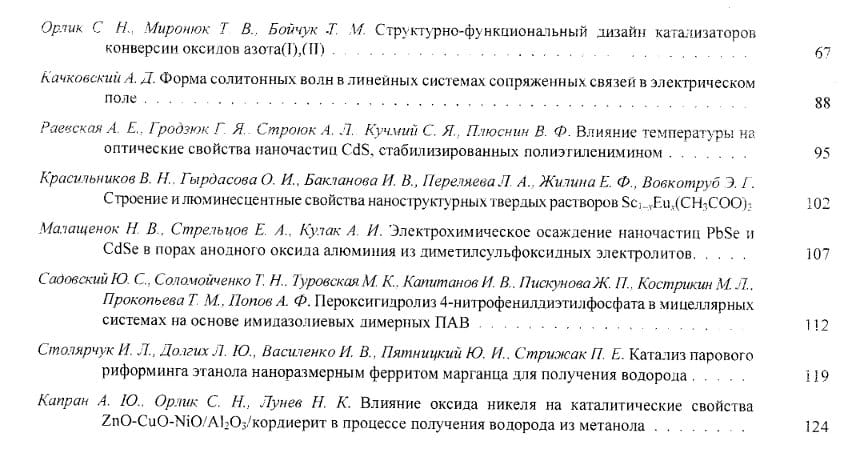 Орлик С Н., Миронюк Т В., Бойчук Т. М. Структурно-функциональный дизайн катализаторов
конверсии оксидов азота(I),(II) . . . . . . . . . . . . . . . . . . . . . . . . . . . . . . . 67
Качковский А. Д. Форма солитонных волн в линейных системах сопряженных связей в электрическом
поле . . . . . . . . . . . . . . . . . . . . . . . . . . . . . . . . . . . . . . . . . . . . 88
Раевская А. Е., Гродзюк Г. Я. Строюк А. Л. Кучмий С. Я., Плюснин В. Ф. Влияние температуры на
оптические свойства наночастиц CdS, стабилизированных полиэтиленимином . . . . . . . 95
Красильников В. Н.. Гырдасова О. И., Бакланова И. В., Переляева Л. А., Жилина Е. Ф., Вовкотруб Э. Г.
Строение и люминесцентные свойства наноструктурных твердых растворов Sc₁₋ₓEuₓ(CH₃COO)₂ 102
Малащенок Н. В., Стрельцов Е. А., Кулак А. И. Электрохимическое осаждение наночастиц PbSe и
CdSe в порах анодного оксида алюминия из диметилсульфоксидных электролитов. . . . . 107
Садовский Ю. С., Соломойченко Т. Н.. Туровская М. К., Капитанов И. В.. Пискунова Ж. П., Кострикин М. Л.,
Прокопьева Т. М., Попов А. Ф. Пероксигидролиз 4-нитрофенилдиэтилфосфата в мицеллярных
системах на основе имидазолиевых димерных ПАВ . . . . . . . . . . . . . . . . . . . . 112
Столярчук И. Л., Долгих Л. Ю., Василенко И. В., Пятницкий Ю. И.. Стрижак П. Е. Катализ парового
риформинга этанола наноразмерным ферритом марганца для получения водорода . . . . . 119
Капран А. Ю.. Орлик С. Н., Лунев Н. К. Влияние оксида никеля на каталитические свойства
ZnO-CuO-NiO/Al₂O₃/кордиерит в процессе получения водорода из метанола . . . . . . . . 124